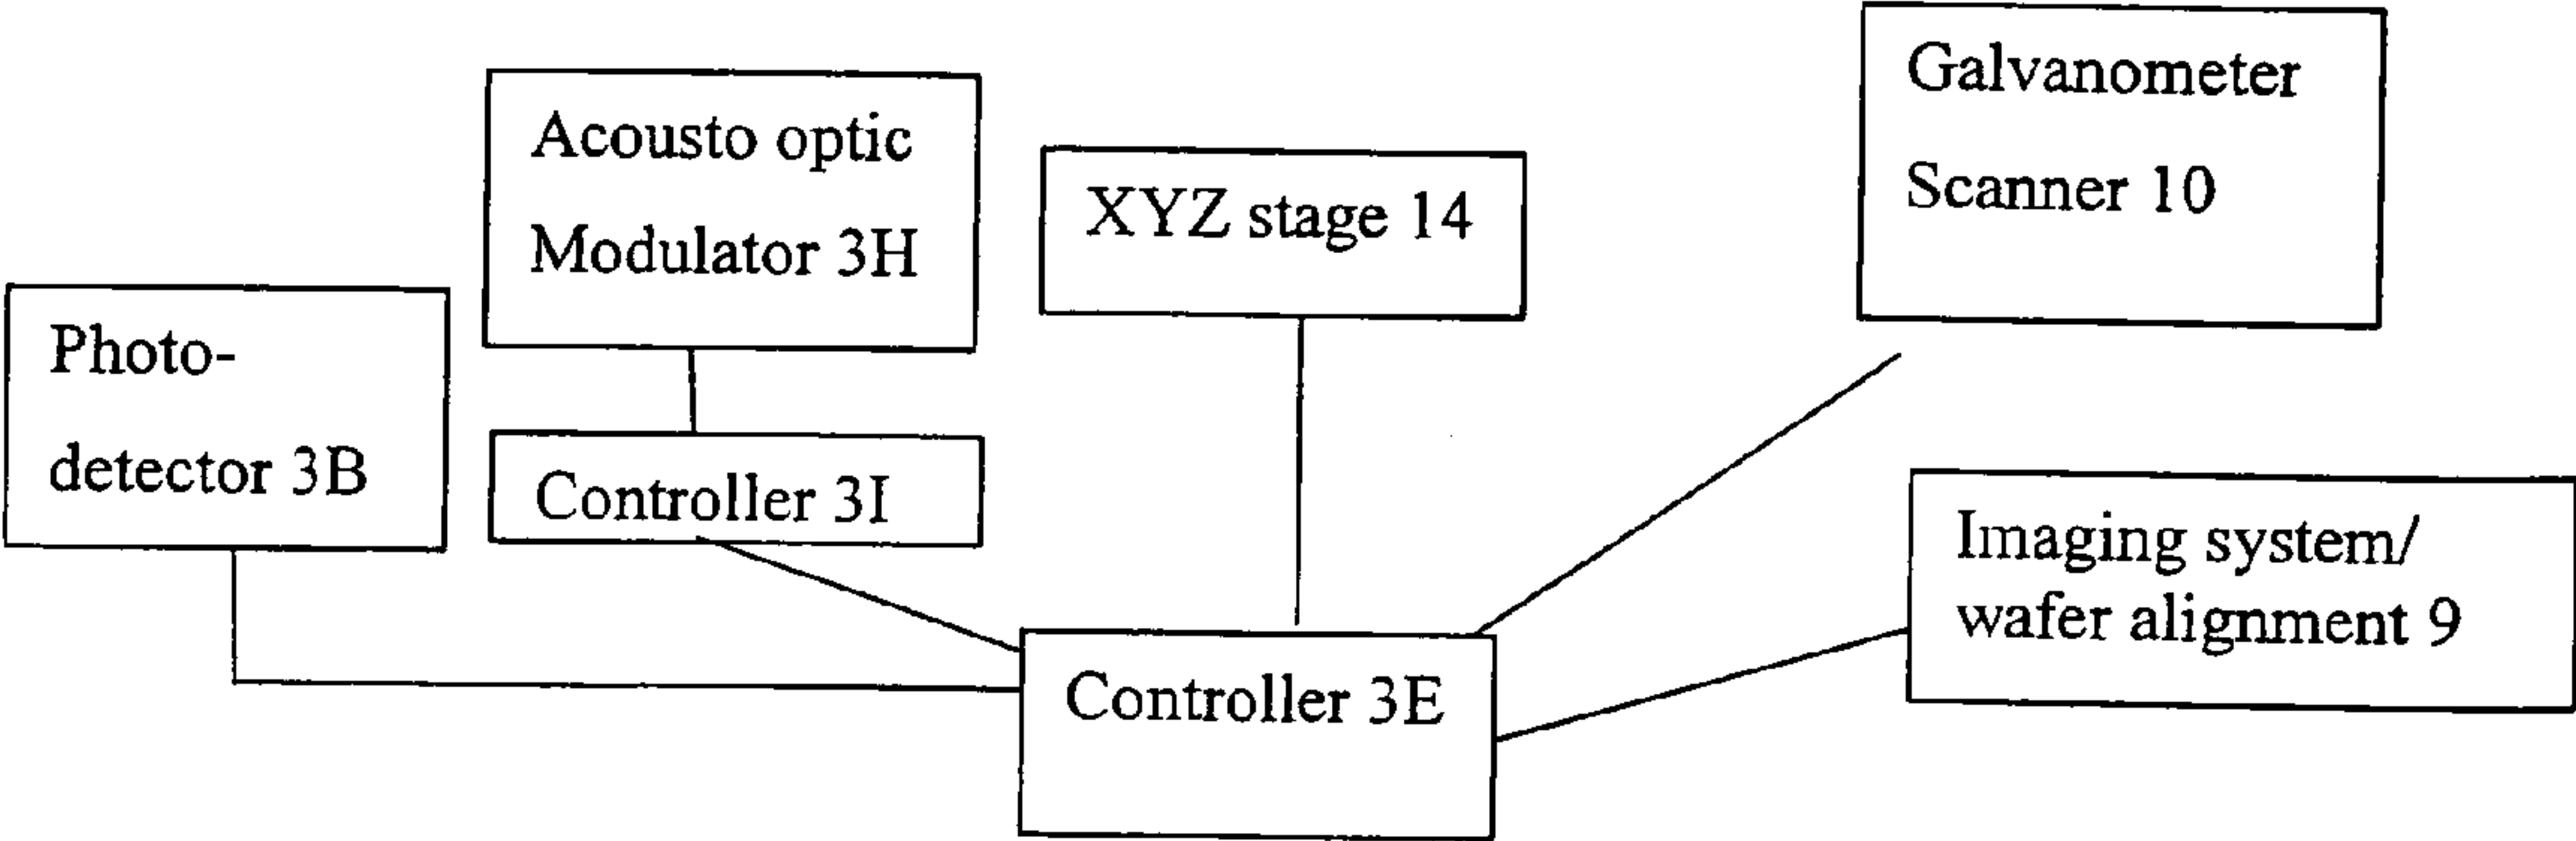 Galvanometer
Scanner 10
Acousto optic
Modulator 3H
XYZ stage 14
Photo-
detector 3B
Controller 3I
Imaging system/
wafer alignment 9
Controller 3E